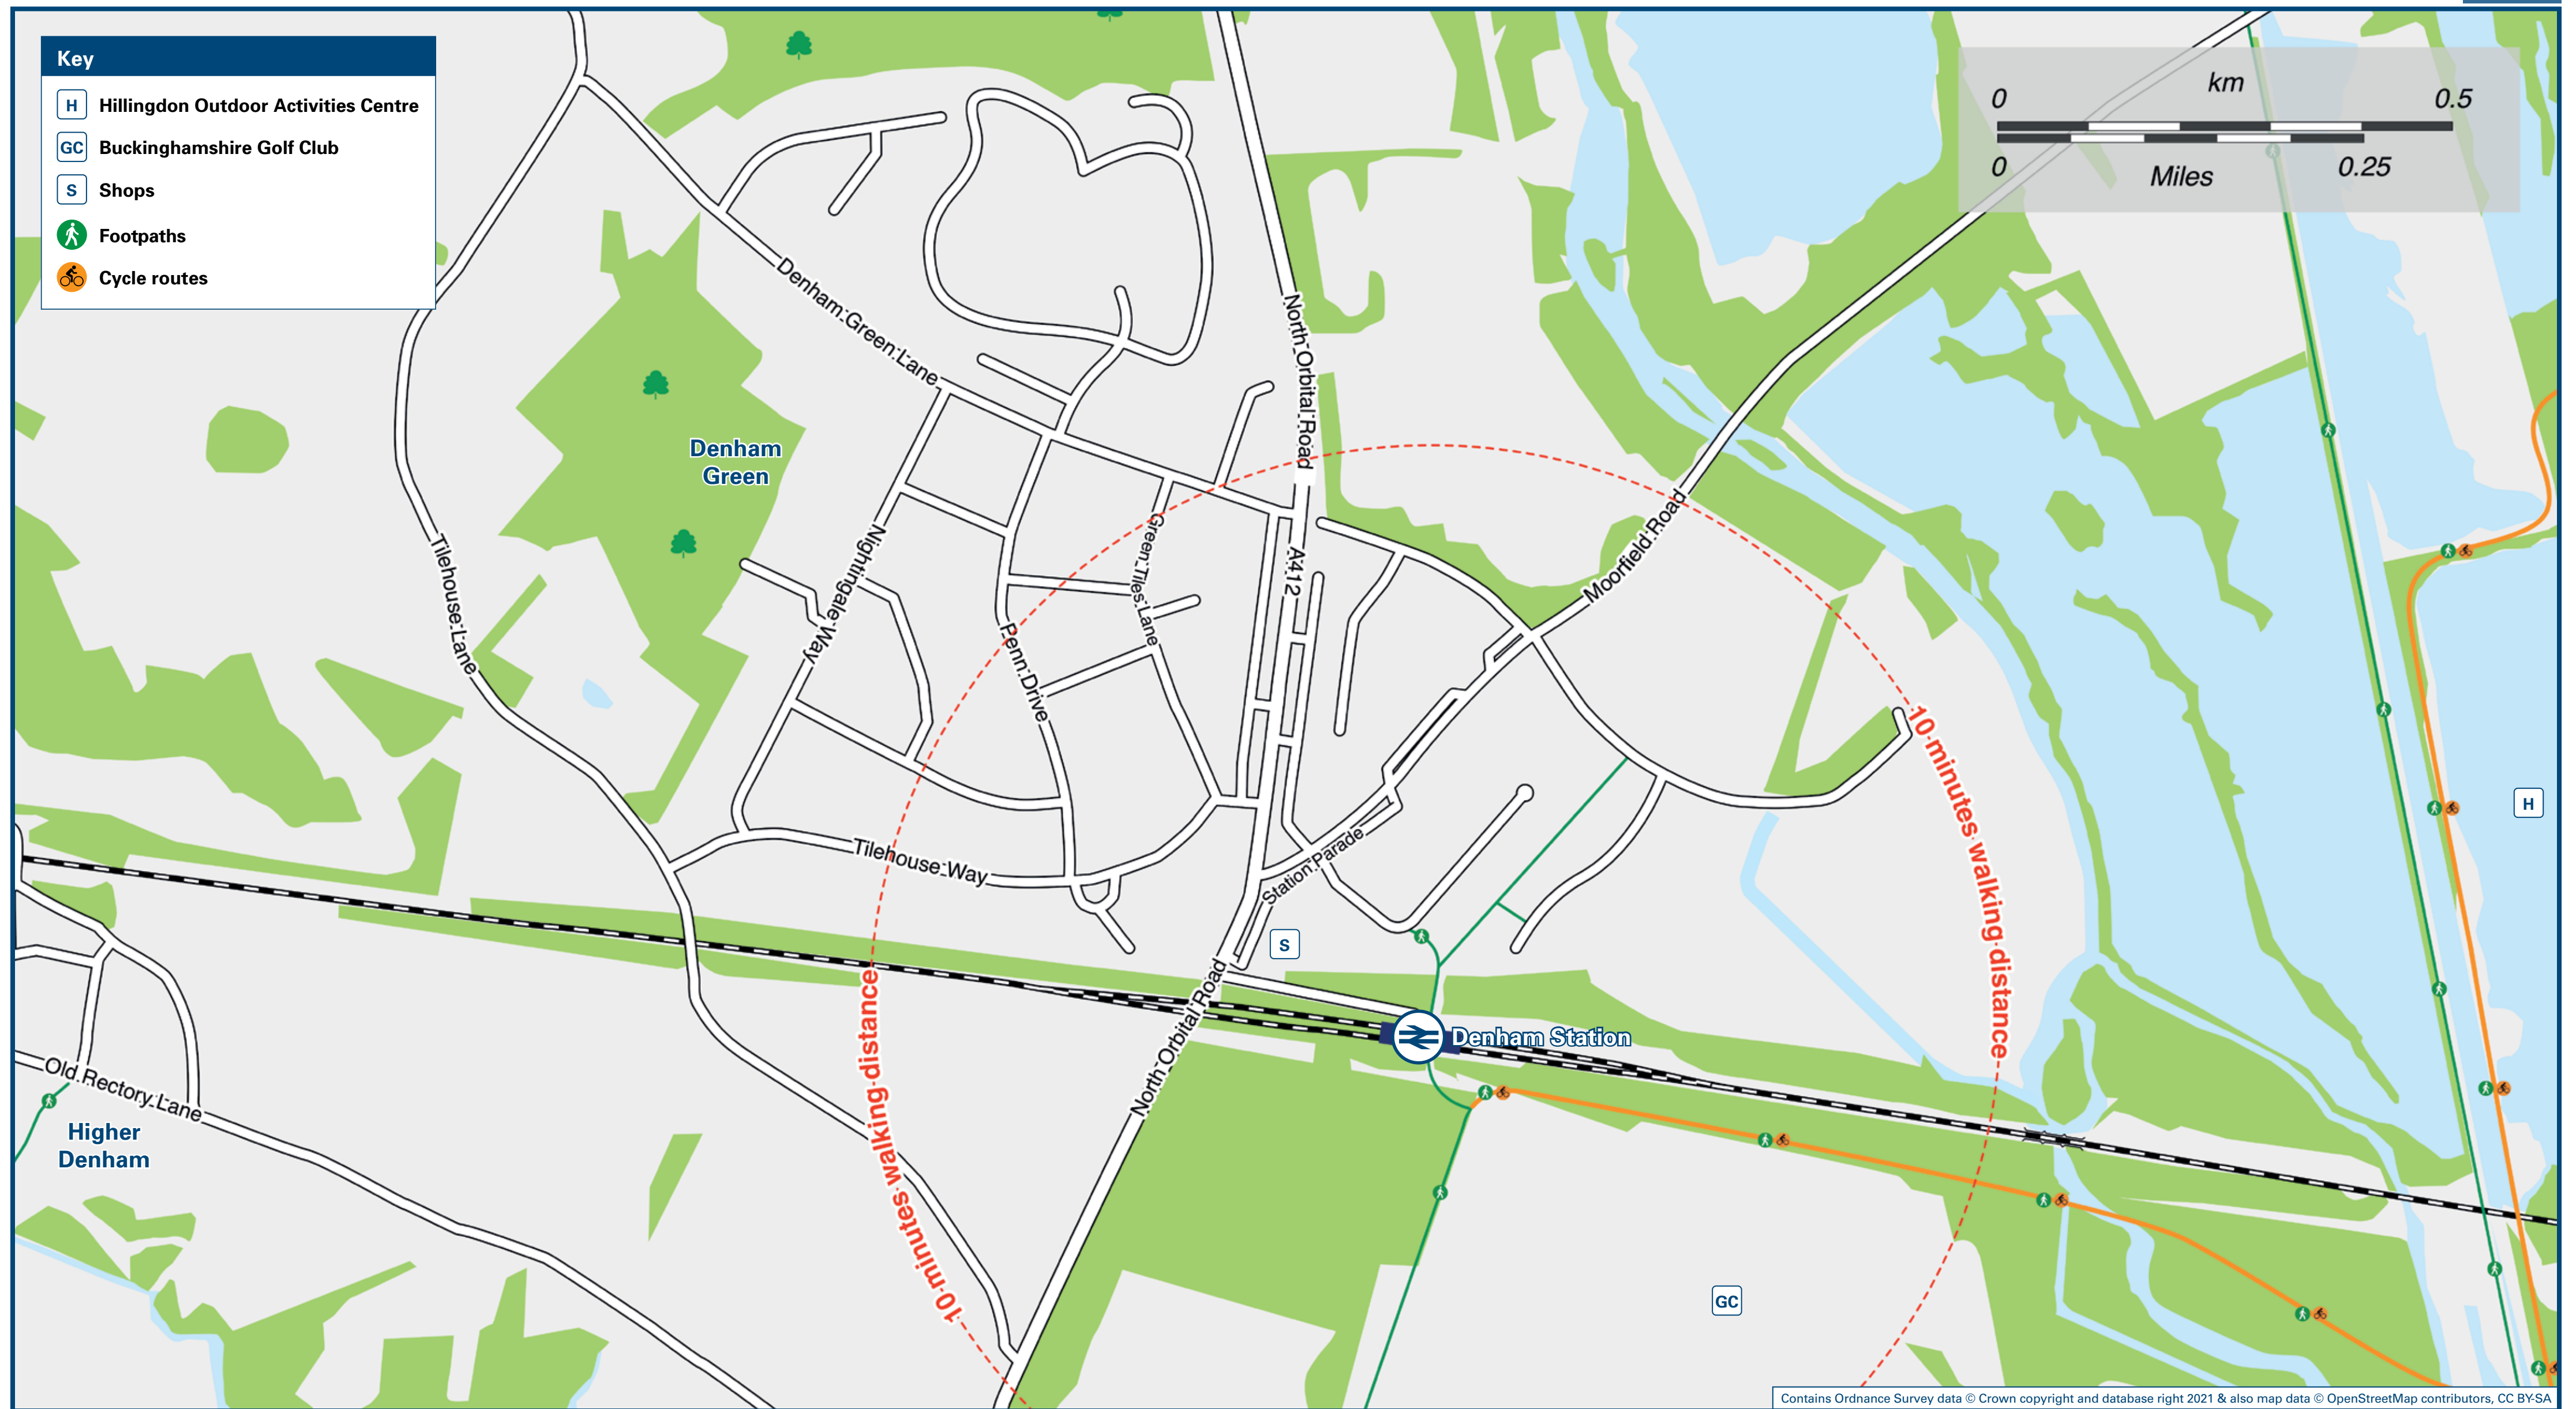 Key
H Hillingdon Outdoor Activities Centre
GC Buckinghamshire Golf Club
S Shops
Footpaths
Cycle routes
km
0 0.5
0 0.25
Miles
Denham Green Lane
North Orbital Road
Denham
Green
Tilehouse Lane
Nightingale Way
Green Tiles Lane
A412
Moorfield Road
Penn Drive
10 minutes walking distance
H
Tilehouse Way
Station Parade
S
10 minutes walking distance
North Orbital Road
Denham Station
Old Rectory Lane
Higher
Denham
GC
Contains Ordnance Survey data © Crown copyright and database right 2021 & also map data © OpenStreetMap contributors, CC BY-SA